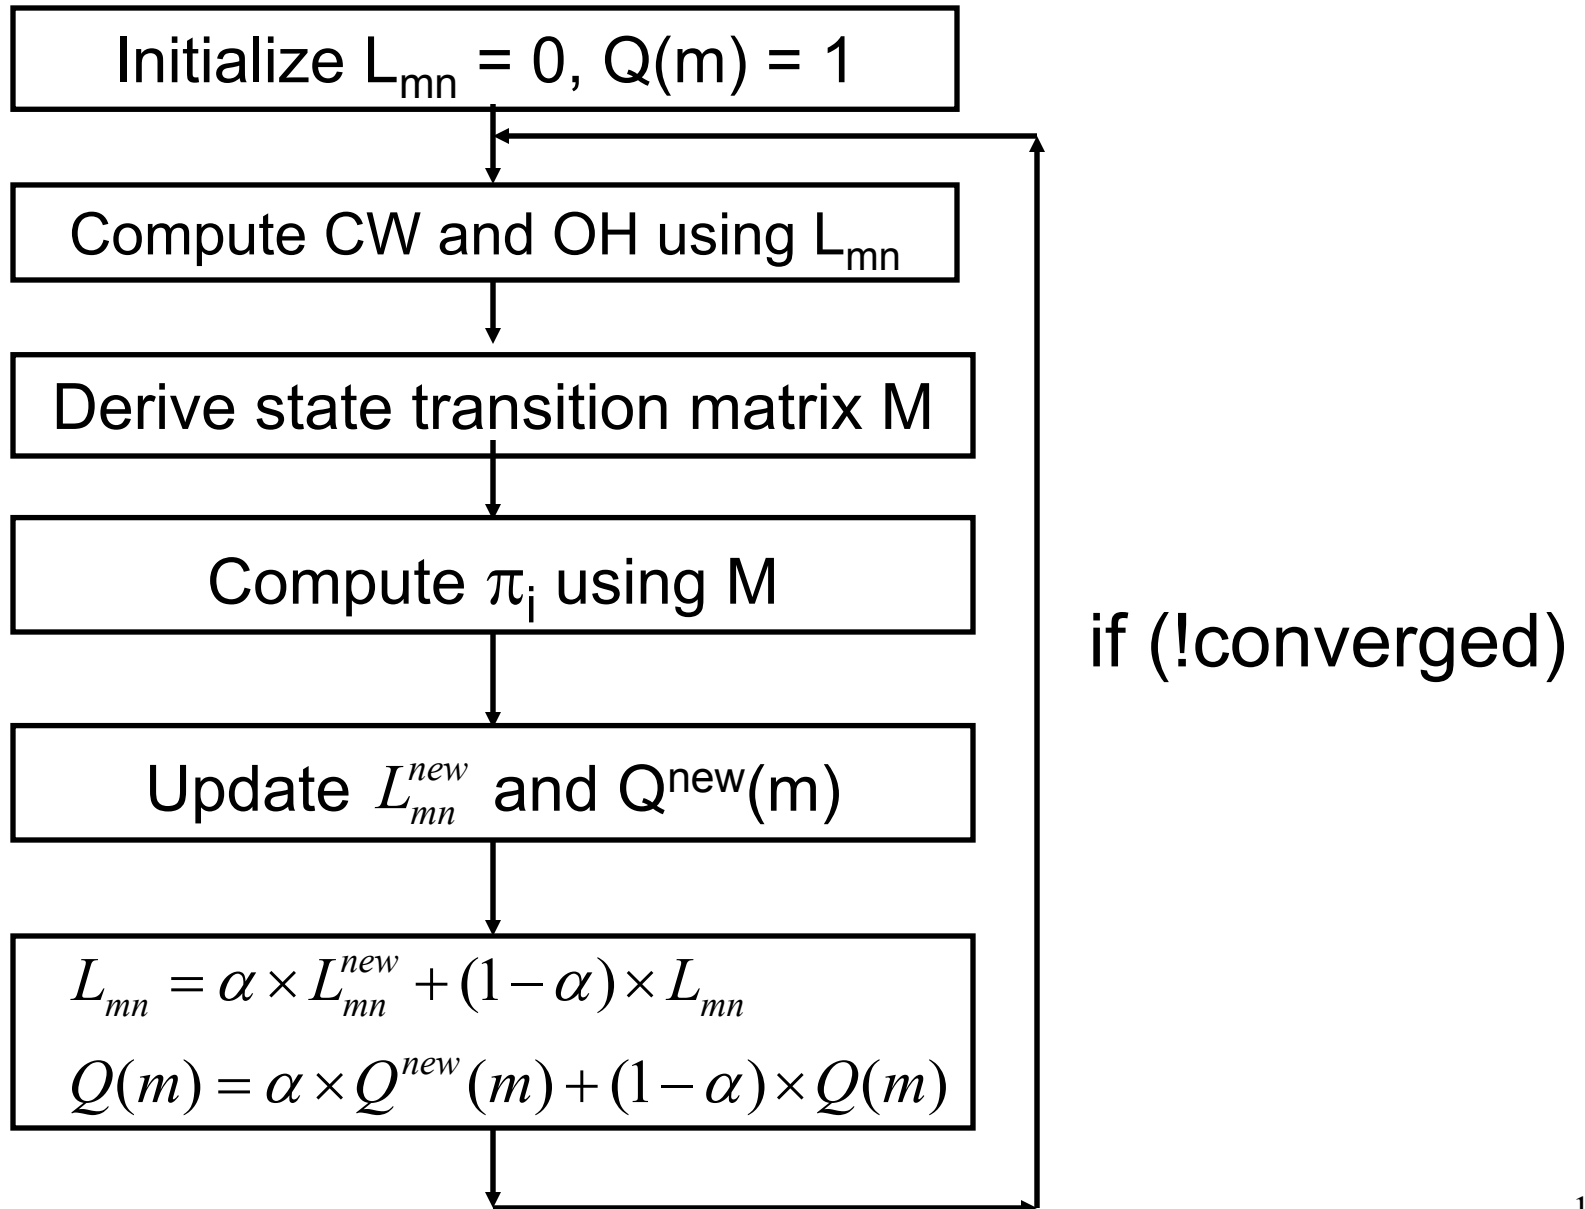 Initialize Lₘₙ = 0, Q(m) = 1
Compute CW and OH using Lₘₙ
Derive state transition matrix M
Compute πᵢ using M
if (!converged)
Update Lₘₙⁿᵉʷ and Qⁿᵉʷ(m)
Lₘₙ = α × Lₘₙⁿᵉʷ + (1 − α) × Lₘₙ
Q(m) = α × Qⁿᵉʷ(m) + (1 − α) × Q(m)
1